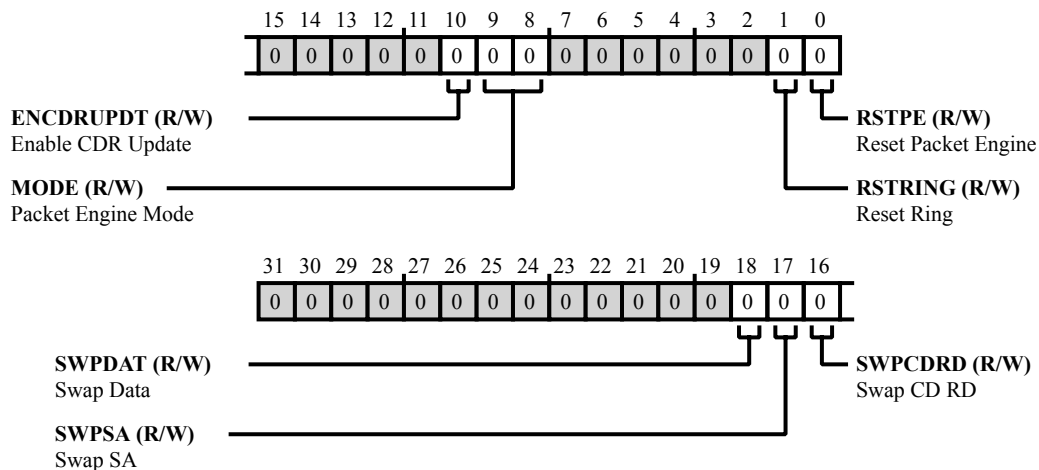 15 14 13 12 11 10 9 8 7 6 5 4 3 2 1 0
0 0 0 0 0 0 0 0 0 0 0 0 0 0 0 0
ENCDRUPDT (R/W)
Enable CDR Update
RSTPE (R/W)
Reset Packet Engine
MODE (R/W)
Packet Engine Mode
RSTRING (R/W)
Reset Ring
31 30 29 28 27 26 25 24 23 22 21 20 19 18 17 16
0 0 0 0 0 0 0 0 0 0 0 0 0 0 0 0
SWPDAT (R/W)
Swap Data
SWPCDRD (R/W)
Swap CD RD
SWPSA (R/W)
Swap SA